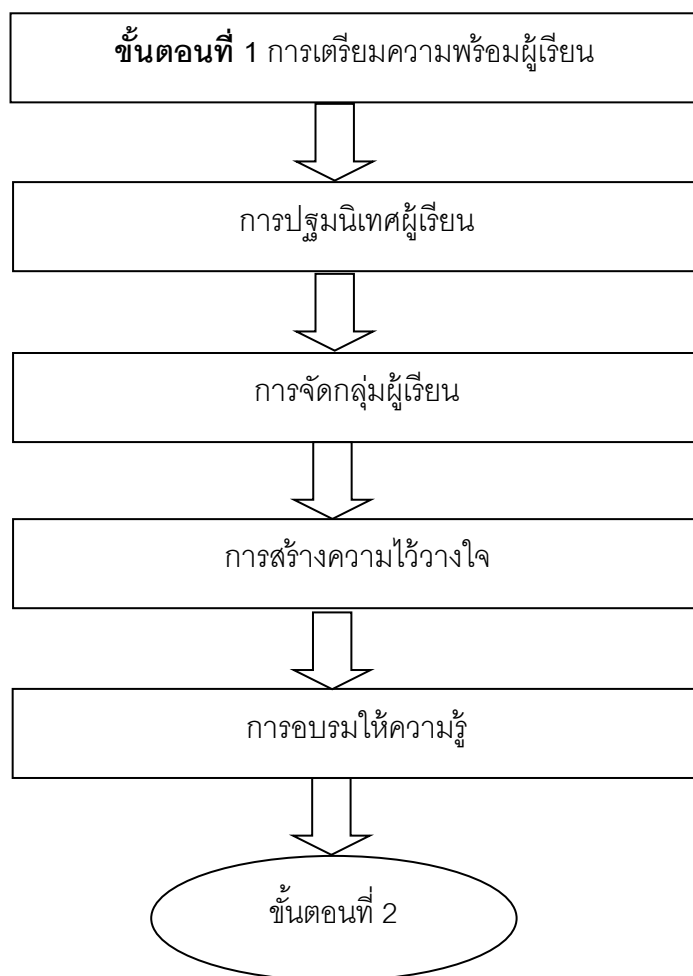 ขั้นตอนที่ 1 การเตรียมความพร้อมผู้เรียน
การปฐมนิเทศผู้เรียน
การจัดกลุ่มผู้เรียน
การสร้างความไว้วางใจ
การอบรมให้ความรู้
ขั้นตอนที่ 2